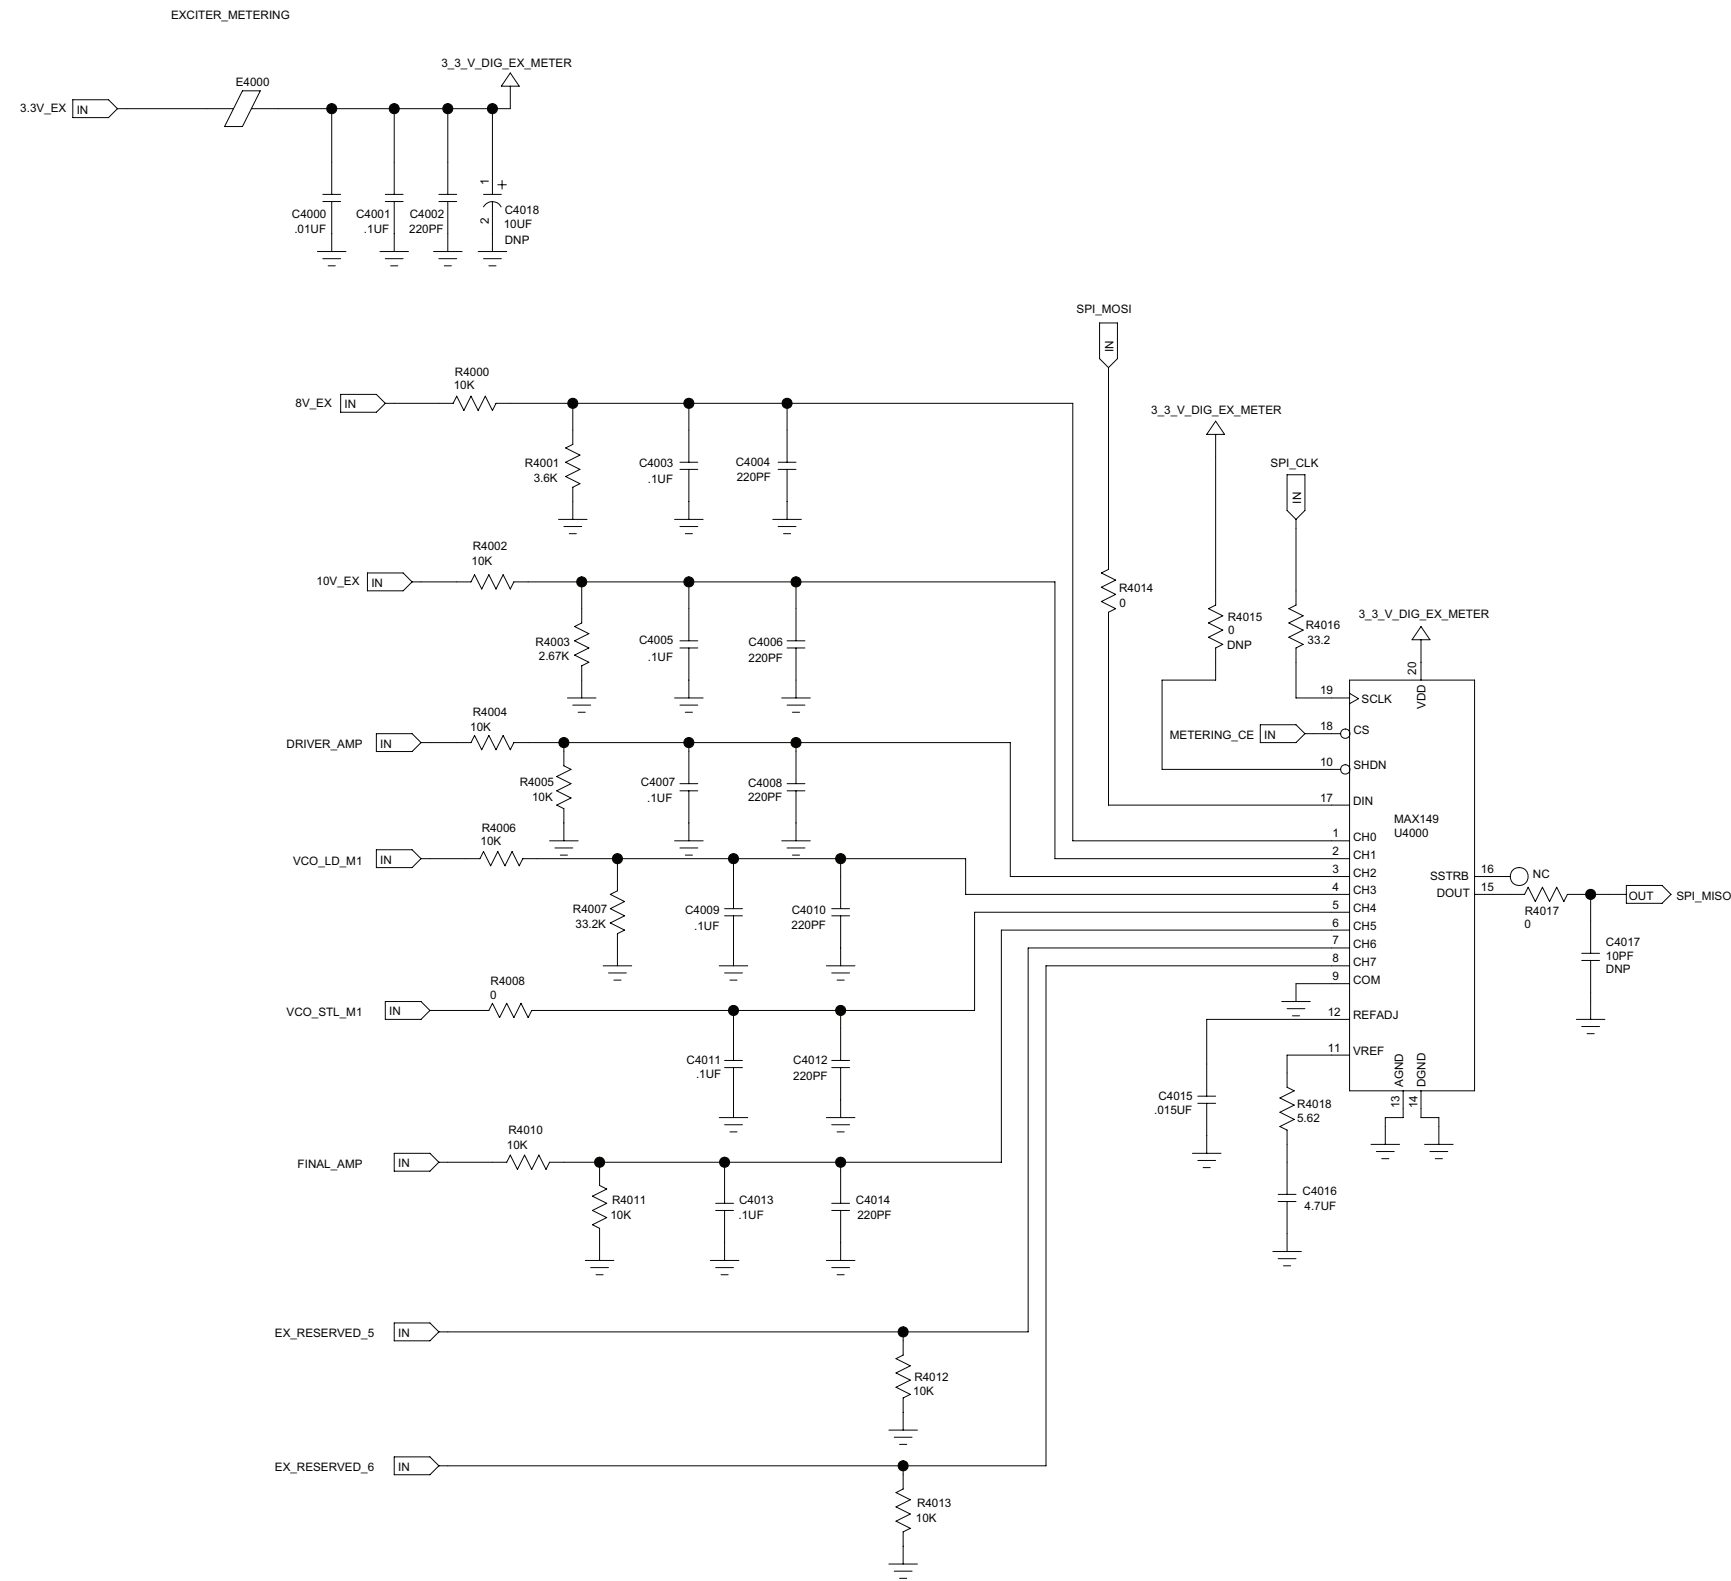 EXCITER_METERING
3_3_V_DIG_EX_METER
E4000
3.3V_EX
IN
1
+
2
C4000
.01UF
C4001
.1UF
C4002
220PF
C4018
10UF
DNP
SPI_MOSI
IN
R4000
10K
8V_EX
IN
3_3_V_DIG_EX_METER
R4001
3.6K
C4003
.1UF
C4004
220PF
SPI_CLK
IN
R4002
10K
10V_EX
IN
R4014
0
R4003
2.67K
C4005
.1UF
C4006
220PF
R4015
0
DNP
R4016
33.2
3_3_V_DIG_EX_METER
20
VDD
R4004
10K
DRIVER_AMP
IN
R4005
10K
C4007
.1UF
C4008
220PF
19
SCLK
METERING_CE
IN
18
CS
10
SHDN
17
DIN
MAX149
U4000
R4006
10K
VCO_LD_M1
IN
R4007
33.2K
C4009
.1UF
C4010
220PF
1
CH0
2
CH1
3
CH2
4
CH3
5
CH4
6
CH5
7
CH6
8
CH7
9
COM
12
REFADJ
11
VREF
SSTRB
16
NC
DOUT
15
R4017
0
OUT
SPI_MISO
C4017
10PF
DNP
R4008
0
VCO_STL_M1
IN
C4011
.1UF
C4012
220PF
AGND
DGND
13
14
C4015
.015UF
R4018
5.62
C4016
4.7UF
R4010
10K
FINAL_AMP
IN
R4011
10K
C4013
.1UF
C4014
220PF
EX_RESERVED_5
IN
R4012
10K
EX_RESERVED_6
IN
R4013
10K